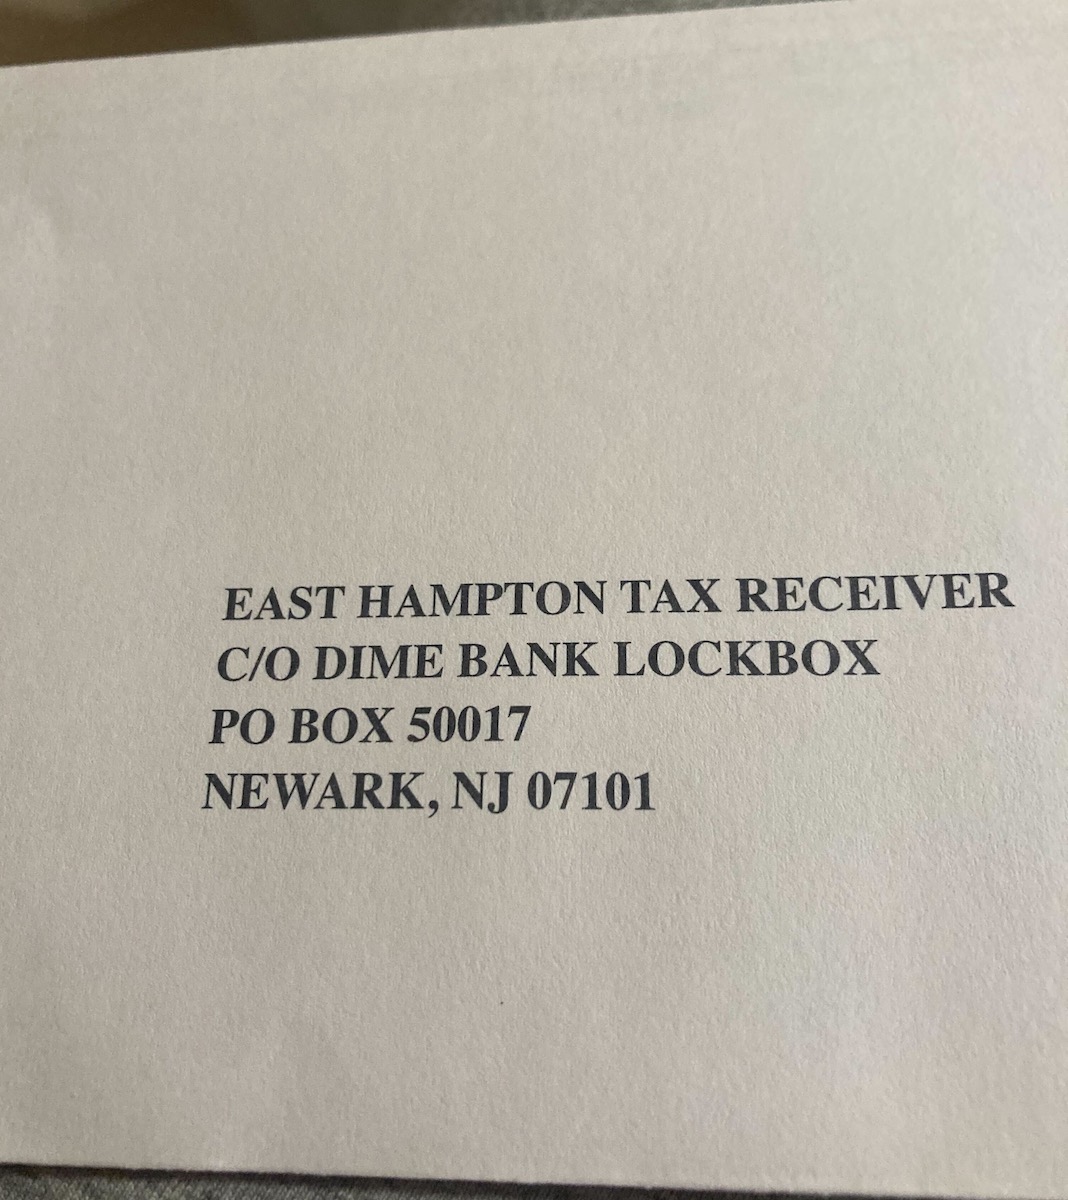 EAST HAMPTON TAX RECEIVER
C/O DIME BANK LOCKBOX
PO BOX 50017
NEWARK, NJ 07101